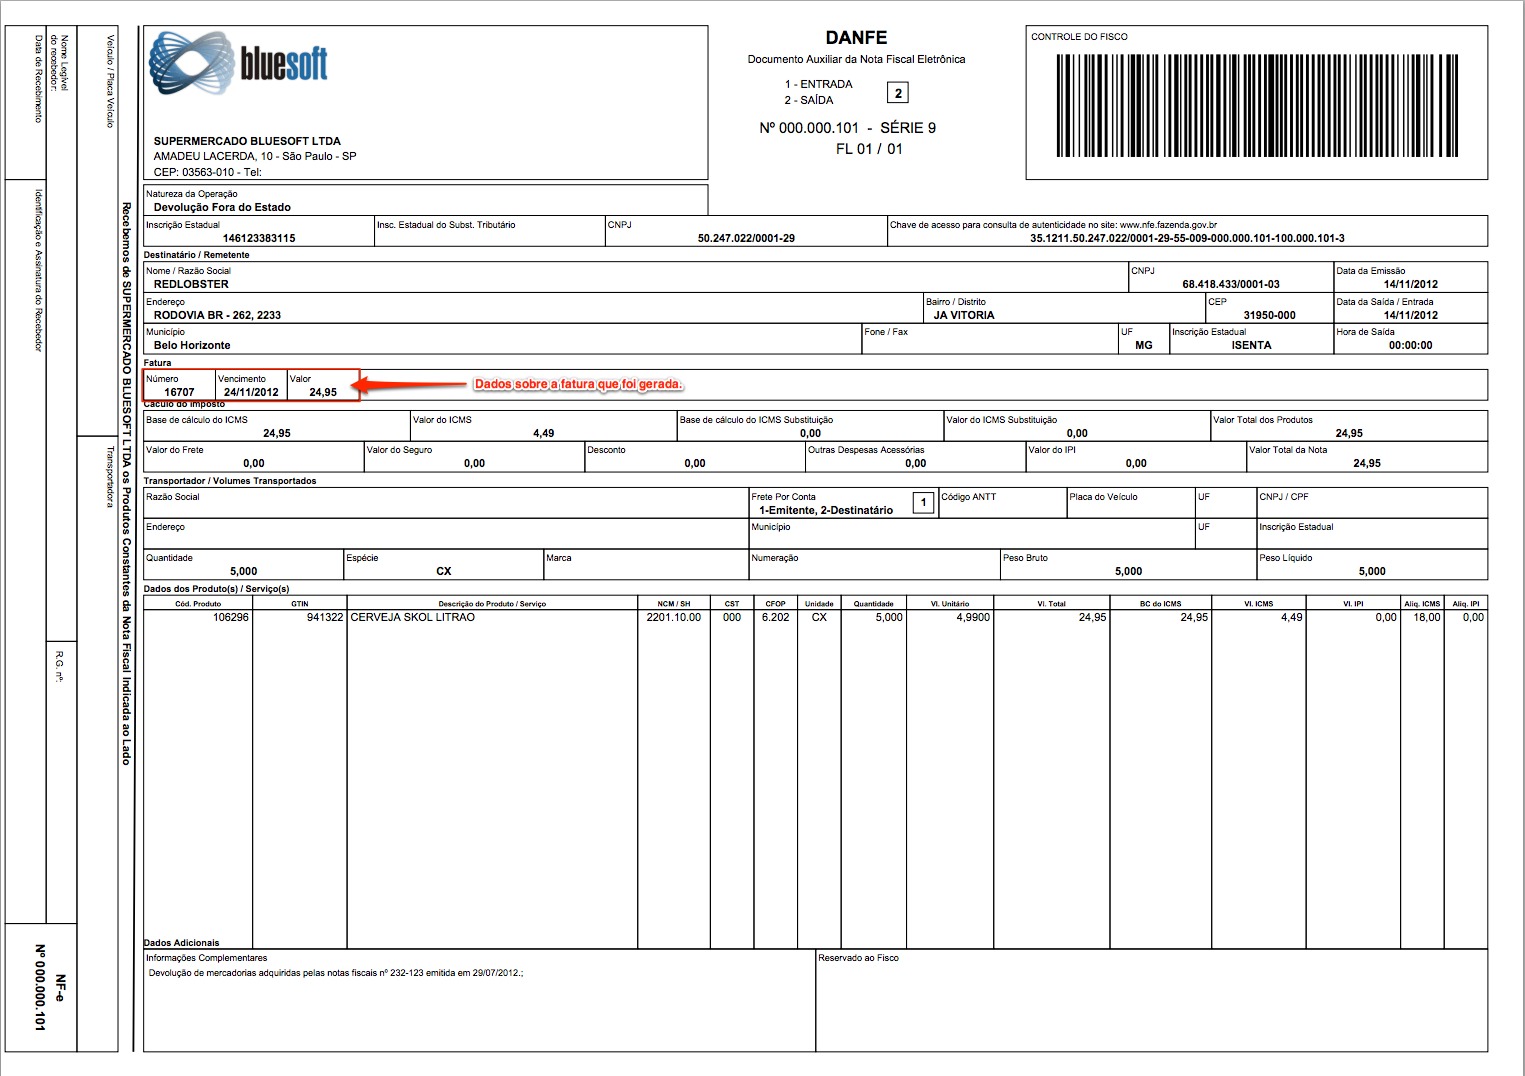 Data de Recebimento
Nome Legível
do recebedor:
Identificação e Assinatura do Recebedor
R.G. nº:
Veículo / Placa Veículo
Transportadora
NF-e
Nº 000.000.101
Recebemos de SUPERMERCADO BLUESOFT LTDA os Produtos Constantes da Nota Fiscal Indicada ao Lado
bluesoft
SUPERMERCADO BLUESOFT LTDA
AMADEU LACERDA, 10 - São Paulo - SP
CEP: 03563-010 - Tel:
DANFE
Documento Auxiliar da Nota Fiscal Eletrônica
1 - ENTRADA
2 - SAÍDA
2
Nº 000.000.101 - SÉRIE 9
FL 01 / 01
CONTROLE DO FISCO
Natureza da Operação
Devolução Fora do Estado
Inscrição Estadual Insc. Estadual do Subst. Tributário CNPJ Chave de acesso para consulta de autenticidade no site: www.nfe.fazenda.gov.br
146123383115 50.247.022/0001-29 35.1211.50.247.022/0001-29-55-009-000.000.101-100.000.101-3
Destinatário / Remetente
Nome / Razão Social CNPJ Data da Emissão
REDLOBSTER 68.418.433/0001-03 14/11/2012
Endereço Bairro / Distrito CEP Data da Saída / Entrada
RODOVIA BR - 262, 2233 JA VITORIA 31950-000 14/11/2012
Município Fone / Fax UF Inscrição Estadual Hora de Saída
Belo Horizonte MG ISENTA 00:00:00
Fatura
Número Vencimento Valor
16707 24/11/2012 24,95
Dados sobre a fatura que foi gerada.
Cáculo do Imposto
Base de cálculo do ICMS Valor do ICMS Base de cálculo do ICMS Substituição Valor do ICMS Substituição Valor Total dos Produtos
24,95 4,49 0,00 0,00 24,95
Valor do Frete Valor do Seguro Desconto Outras Despesas Acessórias Valor do IPI Valor Total da Nota
0,00 0,00 0,00 0,00 0,00 24,95
Transportador / Volumes Transportados
Razão Social Frete Por Conta 1 Código ANTT Placa do Veículo UF CNPJ / CPF
1-Emitente, 2-Destinatário
Endereço Município UF Inscrição Estadual
Quantidade Espécie Marca Numeração Peso Bruto Peso Líquido
5,000 CX 5,000 5,000
Dados dos Produto(s) / Serviço(s)
Cód. Produto GTIN Descrição do Produto / Serviço NCM / SH CST CFOP Unidade Quantidade Vl. Unitário Vl. Total BC do ICMS Vl. ICMS Vl. IPI Aliq. ICMS Aliq. IPI
106296 941322 CERVEJA SKOL LITRAO 2201.10.00 000 6.202 CX 5,000 4,9900 24,95 24,95 4,49 0,00 18,00 0,00
Dados Adicionais
Informações Complementares Reservado ao Fisco
Devolução de mercadorias adquiridas pelas notas fiscais nº 232-123 emitida em 29/07/2012.;